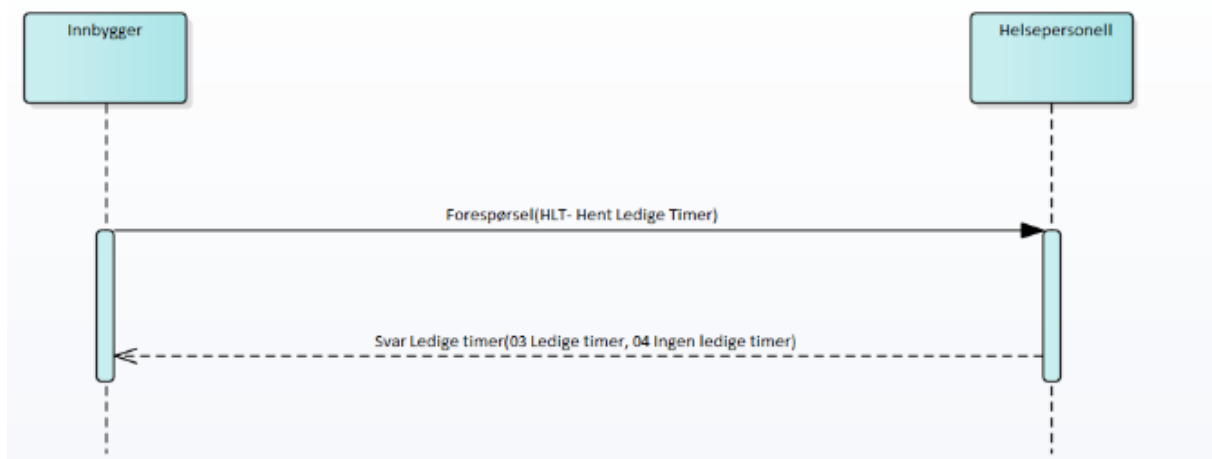 Innbygger
Helsepersonell
Forespørsel(HLT- Hent Ledige Timer)
Svar Ledige timer(03 Ledige timer, 04 Ingen ledige timer)